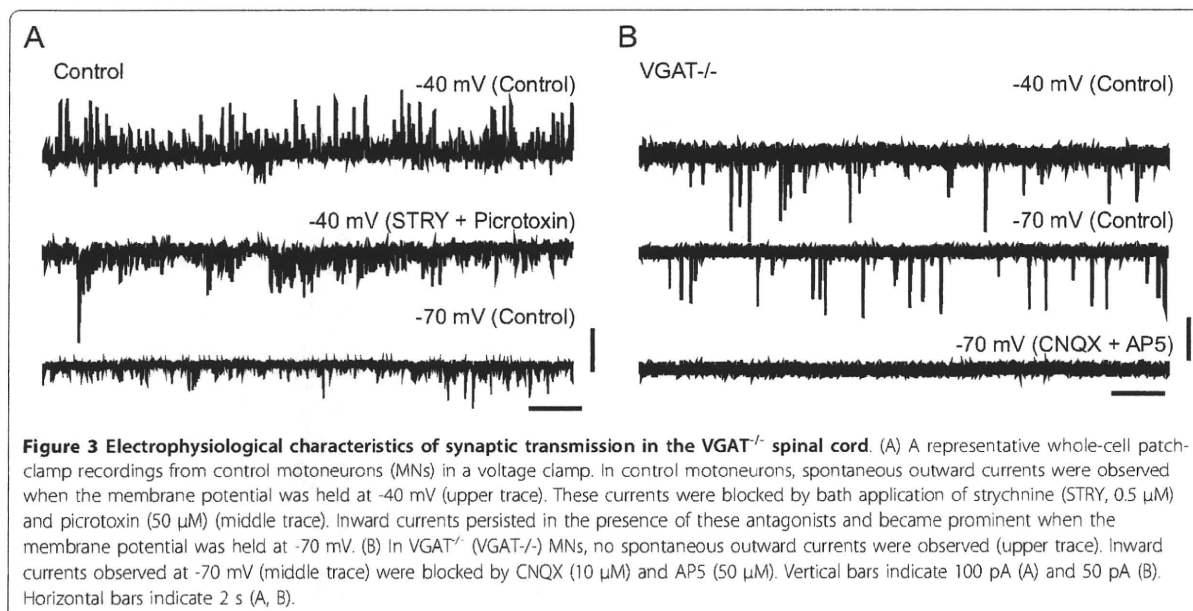 A
Control
-40 mV (Control)
-40 mV (STRY + Picrotoxin)
-70 mV (Control)
B
VGAT-/-
-40 mV (Control)
-70 mV (Control)
-70 mV (CNQX + AP5)
Figure 3 Electrophysiological characteristics of synaptic transmission in the VGAT-/- spinal cord. (A) A representative whole-cell patch-
clamp recordings from control motoneurons (MNs) in a voltage clamp. In control motoneurons, spontaneous outward currents were observed
when the membrane potential was held at -40 mV (upper trace). These currents were blocked by bath application of strychnine (STRY, 0.5 μM)
and picrotoxin (50 μM) (middle trace). Inward currents persisted in the presence of these antagonists and became prominent when the
membrane potential was held at -70 mV. (B) In VGAT-/- (VGAT-/-) MNs, no spontaneous outward currents were observed (upper trace). Inward
currents observed at -70 mV (middle trace) were blocked by CNQX (10 μM) and AP5 (50 μM). Vertical bars indicate 100 pA (A) and 50 pA (B).
Horizontal bars indicate 2 s (A, B).